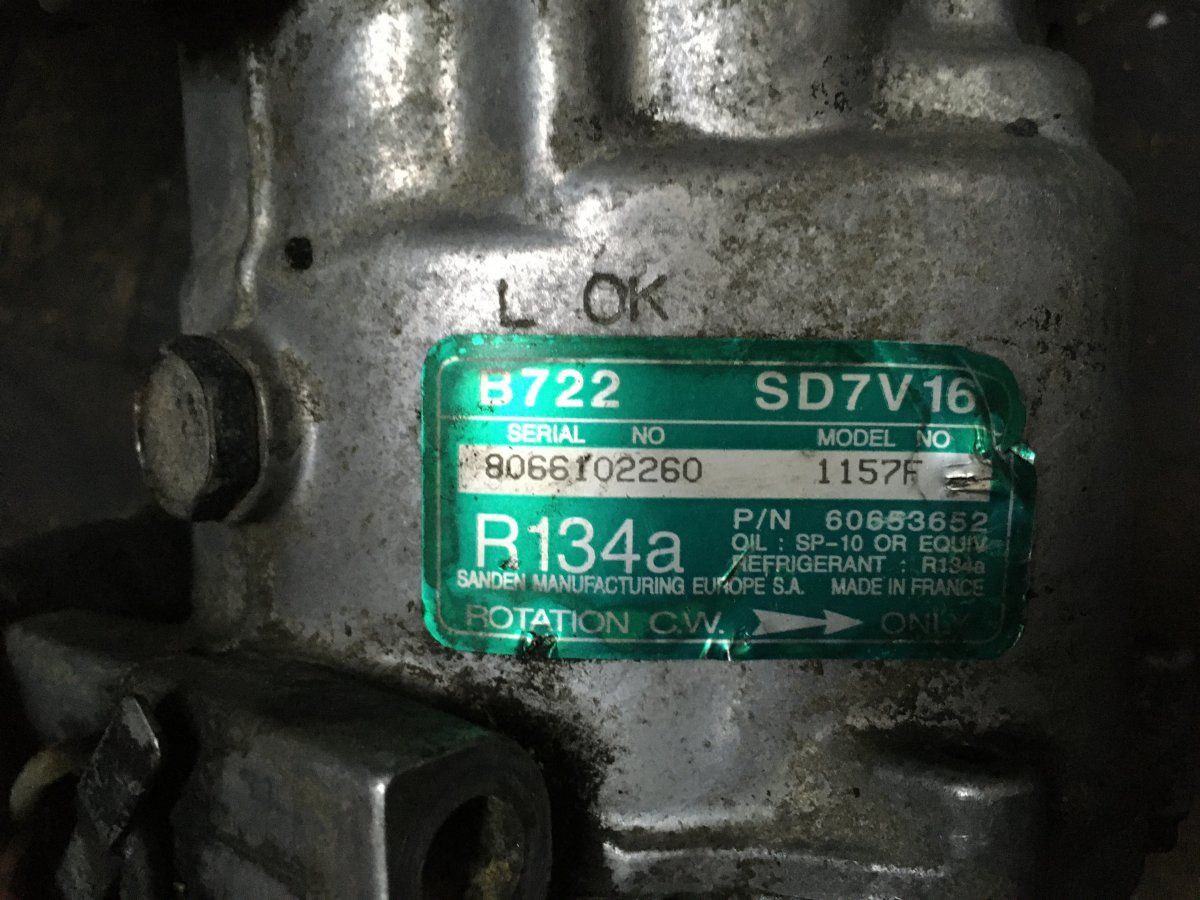 L OK
B722 SD7V16
SERIAL NO MODEL NO
8066102260 1157F
R134a
P/N 60653652
OIL : SP-10 OR EQUIV
REFRIGERANT : R134a
SANDEN MANUFACTURING EUROPE S.A. MADE IN FRANCE
ROTATION C.W. ONLY